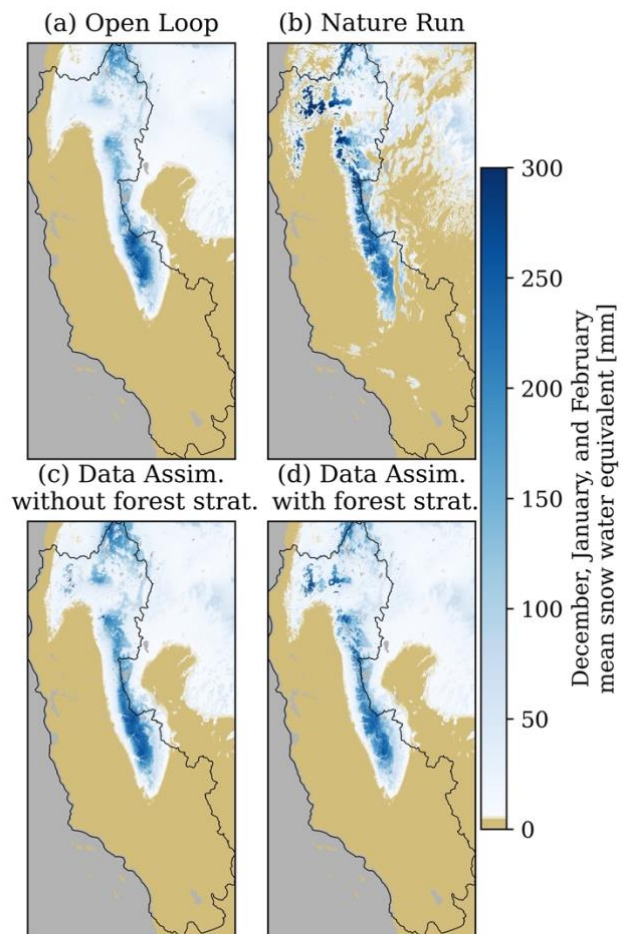 (a) Open Loop
(b) Nature Run
(c) Data Assim.
without forest strat.
(d) Data Assim.
with forest strat.
300
250
200
150
100
50
0
December, January, and February
mean snow water equivalent [mm]